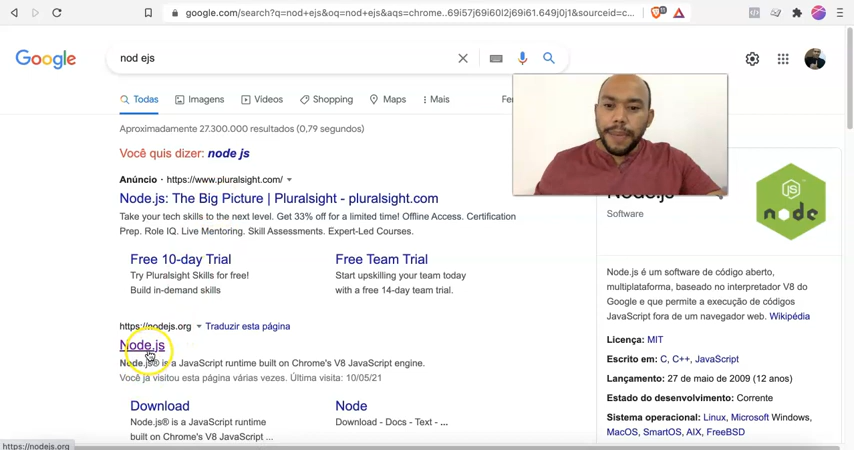 google.com/search?q=nod+ejs&oq=nod+ejs&aqs=chrome..69i57j69i60l2j69i61.649j0j1&sourceid=c...
Google
nod ejs
Todas
Imagens
Vídeos
Shopping
Maps
Mais
Fer
Aproximadamente 27.300.000 resultados (0,79 segundos)
Você quis dizer: node js
Anúncio · https://www.pluralsight.com/
Node.js: The Big Picture | Pluralsight - pluralsight.com
Take your tech skills to the next level. Get 33% off for a limited time! Offline Access. Certification
Prep. Role IQ. Live Mentoring. Skill Assessments. Expert-Led Courses.
Free 10-day Trial
Try Pluralsight Skills for free!
Build in-demand skills
Free Team Trial
Start upskilling your team today
with a free 14-day team trial.
https://nodejs.org
Traduzir esta página
Node.js
Node.js® is a JavaScript runtime built on Chrome's V8 JavaScript engine.
Você já visitou esta página várias vezes. Última visita: 10/05/21
Download
Node.js® is a JavaScript runtime
built on Chrome's V8 JavaScript ...
Node
Download - Docs - Text - ...
Node.js
Software
node
JS
Node.js é um software de código aberto,
multiplataforma, baseado no interpretador V8 do
Google e que permite a execução de códigos
JavaScript fora de um navegador web. Wikipédia
Licença: MIT
Escrito em: C, C++, JavaScript
Lançamento: 27 de maio de 2009 (12 anos)
Estado do desenvolvimento: Corrente
Sistema operacional: Linux, Microsoft Windows,
MacOS, SmartOS, AIX, FreeBSD
https://nodejs.org